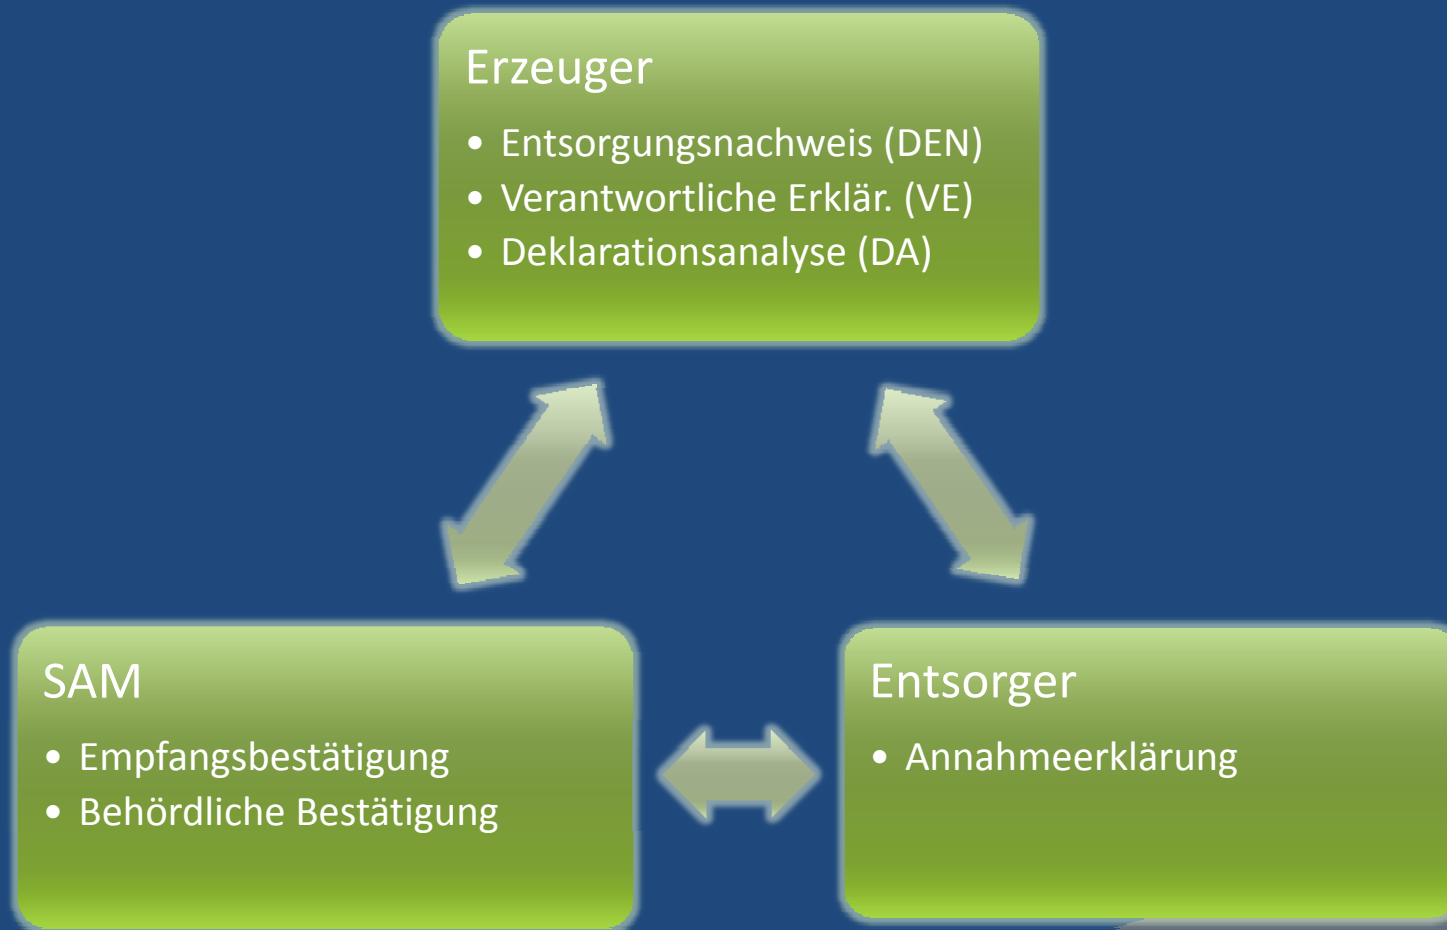 Erzeuger
• Entsorgungsnachweis (DEN)
• Verantwortliche Erklär. (VE)
• Deklarationsanalyse (DA)
SAM
• Empfangsbestätigung
• Behördliche Bestätigung
Entsorger
• Annahmeerklärung